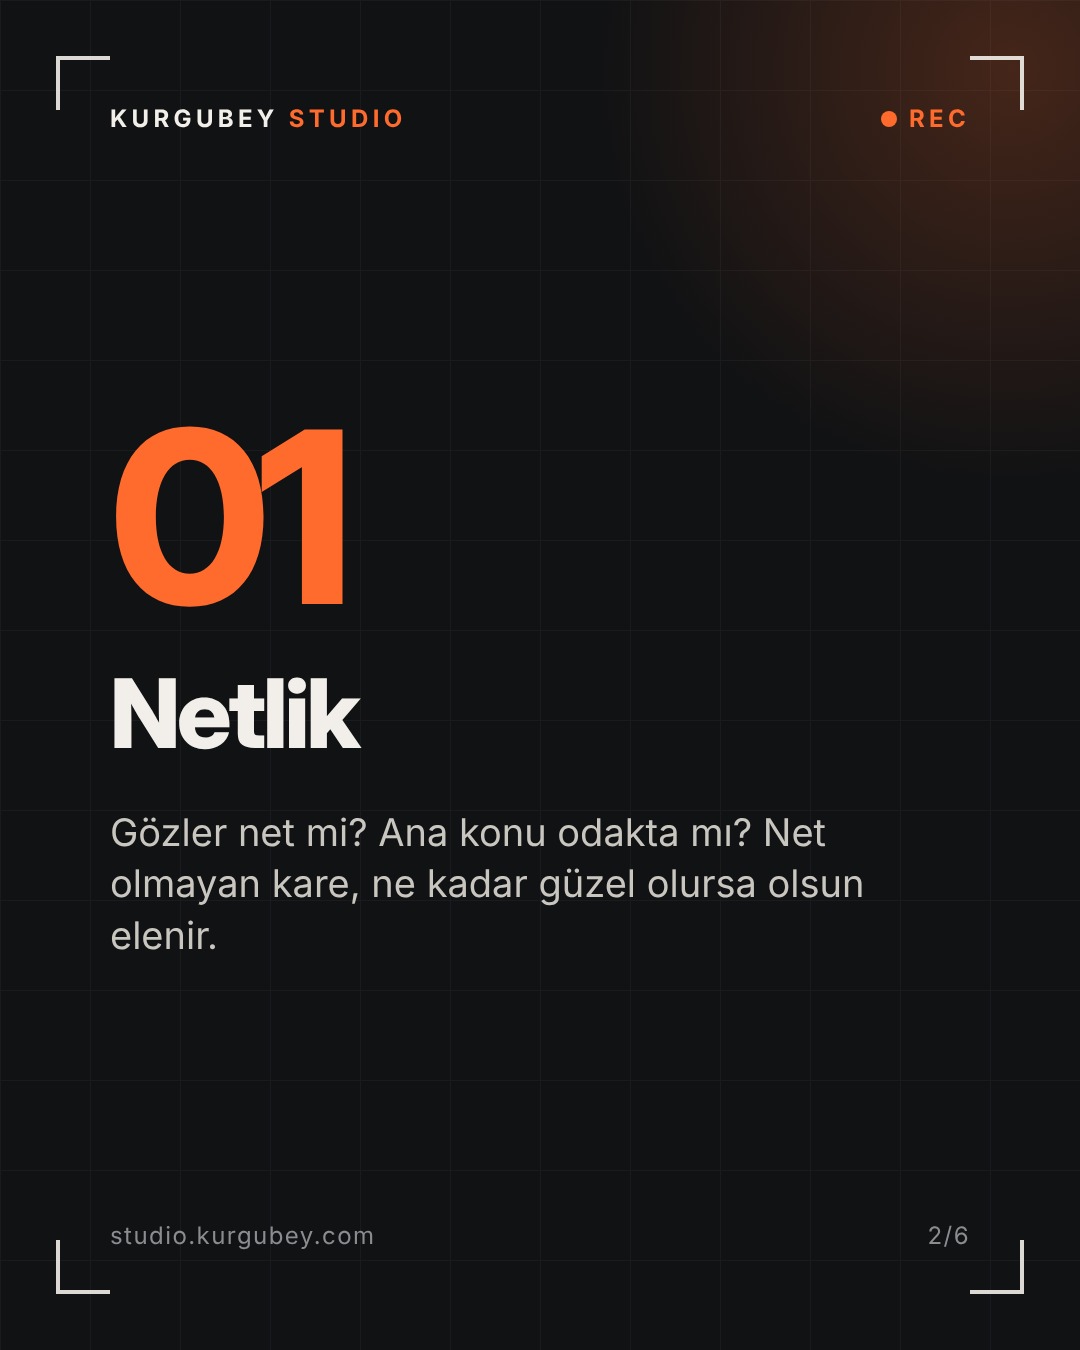 KURGUBEY STUDIO
REC
01
Netlik
Gözler net mi? Ana konu odakta mı? Net
olmayan kare, ne kadar güzel olursa olsun
elenir.
studio.kurgubey.com
2/6